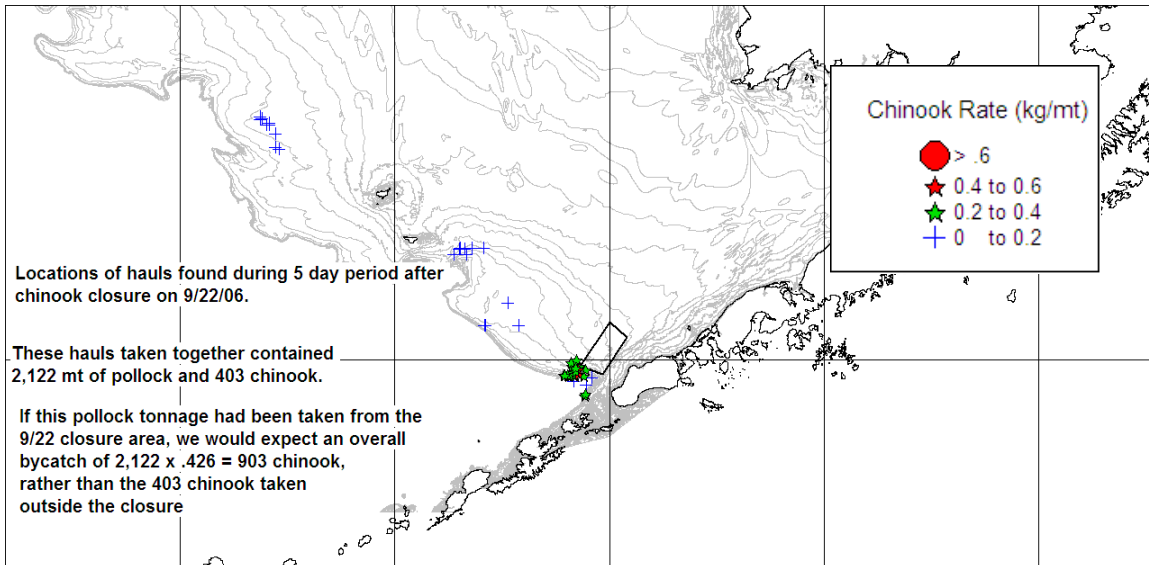 Chinook Rate (kg/mt)
> .6
0.4 to 0.6
0.2 to 0.4
0 to 0.2
Locations of hauls found during 5 day period after
chinook closure on 9/22/06.
These hauls taken together contained
2,122 mt of pollock and 403 chinook.
If this pollock tonnage had been taken from the
9/22 closure area, we would expect an overall
bycatch of 2,122 x .426 = 903 chinook,
rather than the 403 chinook taken
outside the closure